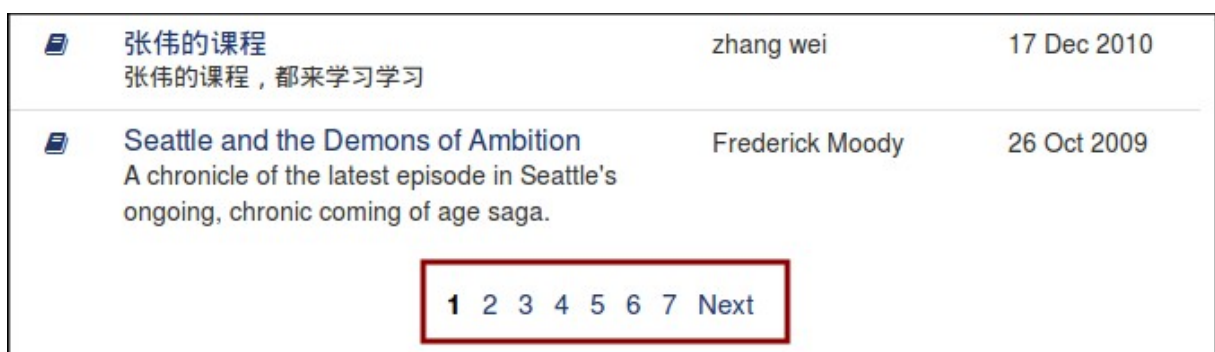 张伟的课程 zhang wei 17 Dec 2010
张伟的课程，都来学习学习
Seattle and the Demons of Ambition Frederick Moody 26 Oct 2009
A chronicle of the latest episode in Seattle's
ongoing, chronic coming of age saga.
1 2 3 4 5 6 7 Next